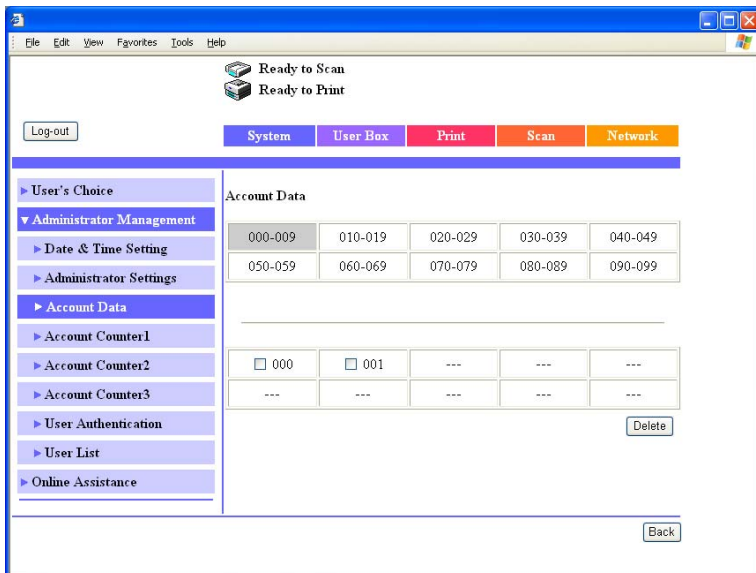 File Edit View Favorites Tools Help
Ready to Scan
Ready to Print
Log-out
System User Box Print Scan Network
User's Choice
Administrator Management
Date & Time Setting
Administrator Settings
Account Data
Account Counter1
Account Counter2
Account Counter3
User Authentication
User List
Online Assistance
Account Data
000-009 010-019 020-029 030-039 040-049
050-059 060-069 070-079 080-089 090-099
000 001 --- --- ---
--- --- --- --- ---
Delete
Back